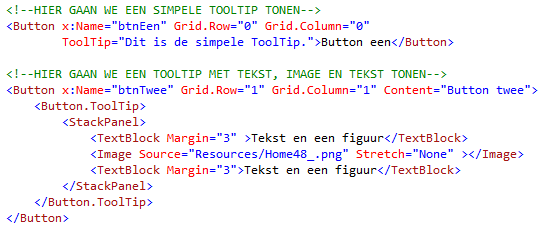 <!--HIER GAAN WE EEN SIMPELE TOOLTIP TONEN-->
<Button x:Name="btnEen" Grid.Row="0" Grid.Column="0"
        ToolTip="Dit is de simpele ToolTip.">Button een</Button>

<!--HIER GAAN WE EEN TOOLTIP MET TEKST, IMAGE EN TEKST TONEN-->
<Button x:Name="btnTwee" Grid.Row="1" Grid.Column="1" Content="Button twee">
    <Button.ToolTip>
        <StackPanel>
            <TextBlock Margin="3" >Tekst en een figuur</TextBlock>
            <Image Source="Resources/Home48_.png" Stretch="None" ></Image>
            <TextBlock Margin="3">Tekst en een figuur</TextBlock>
        </StackPanel>
    </Button.ToolTip>
</Button>